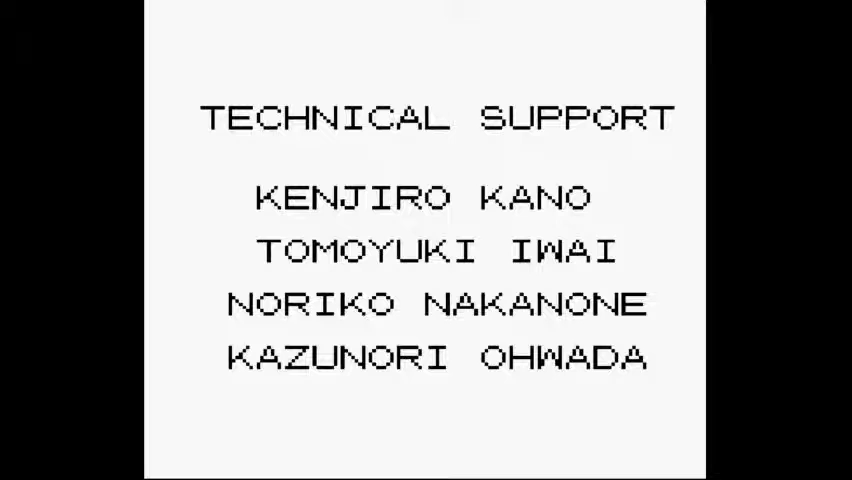 TECHNICAL SUPPORT
KENJIRO KANO
TOMOYUKI IWAI
NORIKO NAKANONE
KAZUNORI OHWADA